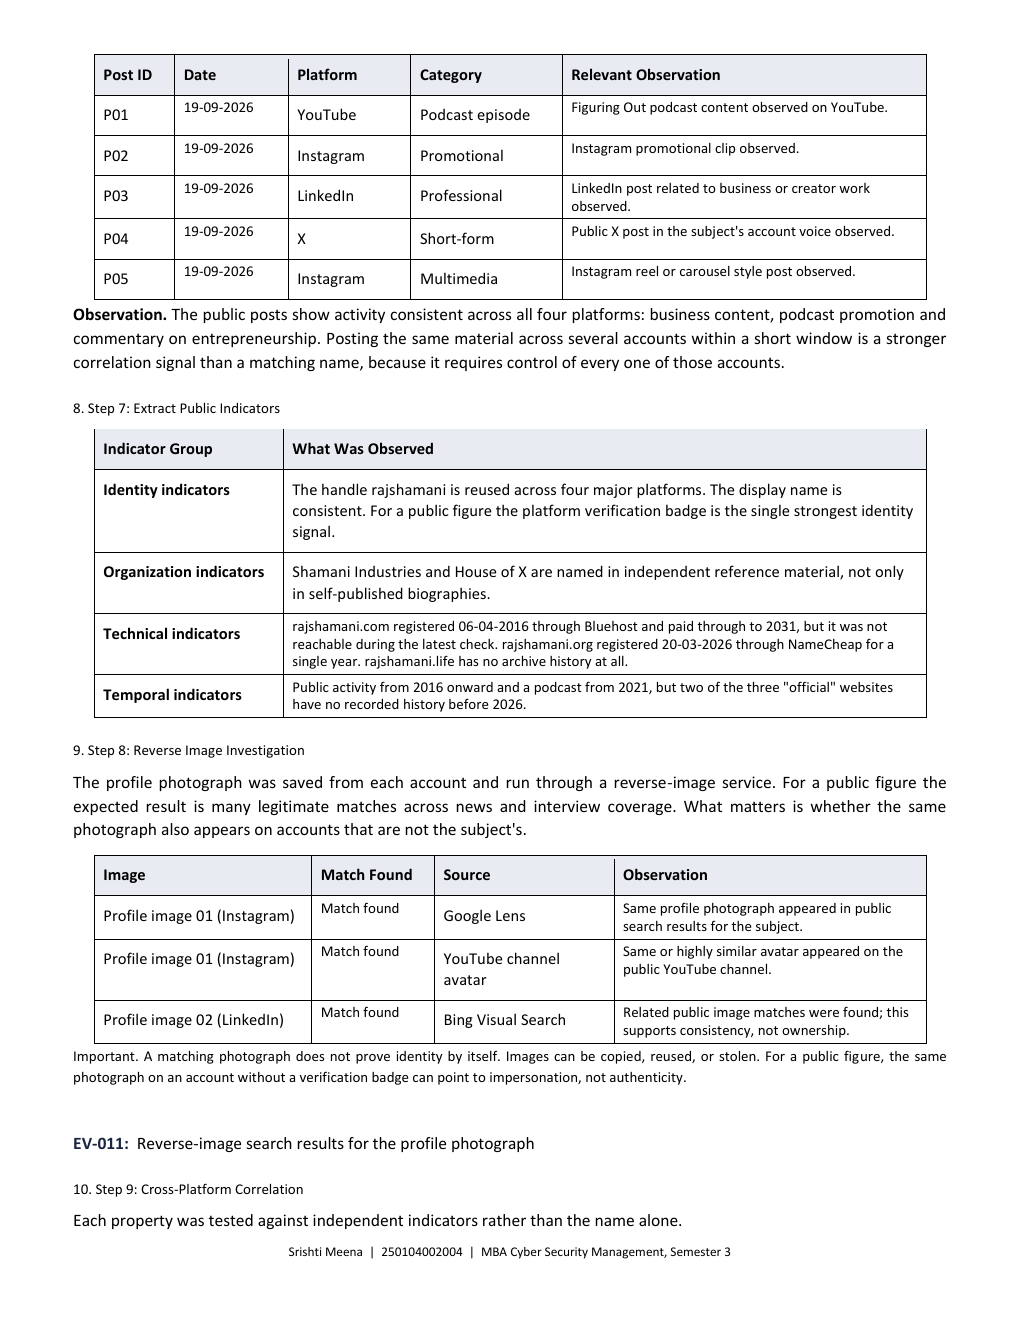 Post ID Date Platform Category Relevant Observation
P01 19-09-2026 YouTube Podcast episode Figuring Out podcast content observed on YouTube.
P02 19-09-2026 Instagram Promotional Instagram promotional clip observed.
P03 19-09-2026 LinkedIn Professional LinkedIn post related to business or creator work
observed.
P04 19-09-2026 X Short-form Public X post in the subject's account voice observed.
P05 19-09-2026 Instagram Multimedia Instagram reel or carousel style post observed.
Observation. The public posts show activity consistent across all four platforms: business content, podcast promotion and
commentary on entrepreneurship. Posting the same material across several accounts within a short window is a stronger
correlation signal than a matching name, because it requires control of every one of those accounts.
8. Step 7: Extract Public Indicators
Indicator Group What Was Observed
Identity indicators The handle rajshamani is reused across four major platforms. The display name is
consistent. For a public figure the platform verification badge is the single strongest identity
signal.
Organization indicators Shamani Industries and House of X are named in independent reference material, not only
in self-published biographies.
Technical indicators rajshamani.com registered 06-04-2016 through Bluehost and paid through to 2031, but it was not
reachable during the latest check. rajshamani.org registered 20-03-2026 through NameCheap for a
single year. rajshamani.life has no archive history at all.
Temporal indicators Public activity from 2016 onward and a podcast from 2021, but two of the three "official" websites
have no recorded history before 2026.
9. Step 8: Reverse Image Investigation
The profile photograph was saved from each account and run through a reverse-image service. For a public figure the
expected result is many legitimate matches across news and interview coverage. What matters is whether the same
photograph also appears on accounts that are not the subject's.
Image Match Found Source Observation
Profile image 01 (Instagram) Match found Google Lens Same profile photograph appeared in public
search results for the subject.
Profile image 01 (Instagram) Match found YouTube channel Same or highly similar avatar appeared on the
avatar public YouTube channel.
Profile image 02 (LinkedIn) Match found Bing Visual Search Related public image matches were found; this
supports consistency, not ownership.
Important. A matching photograph does not prove identity by itself. Images can be copied, reused, or stolen. For a public figure, the same
photograph on an account without a verification badge can point to impersonation, not authenticity.
EV-011: Reverse-image search results for the profile photograph
10. Step 9: Cross-Platform Correlation
Each property was tested against independent indicators rather than the name alone.
Srishti Meena | 250104002004 | MBA Cyber Security Management, Semester 3